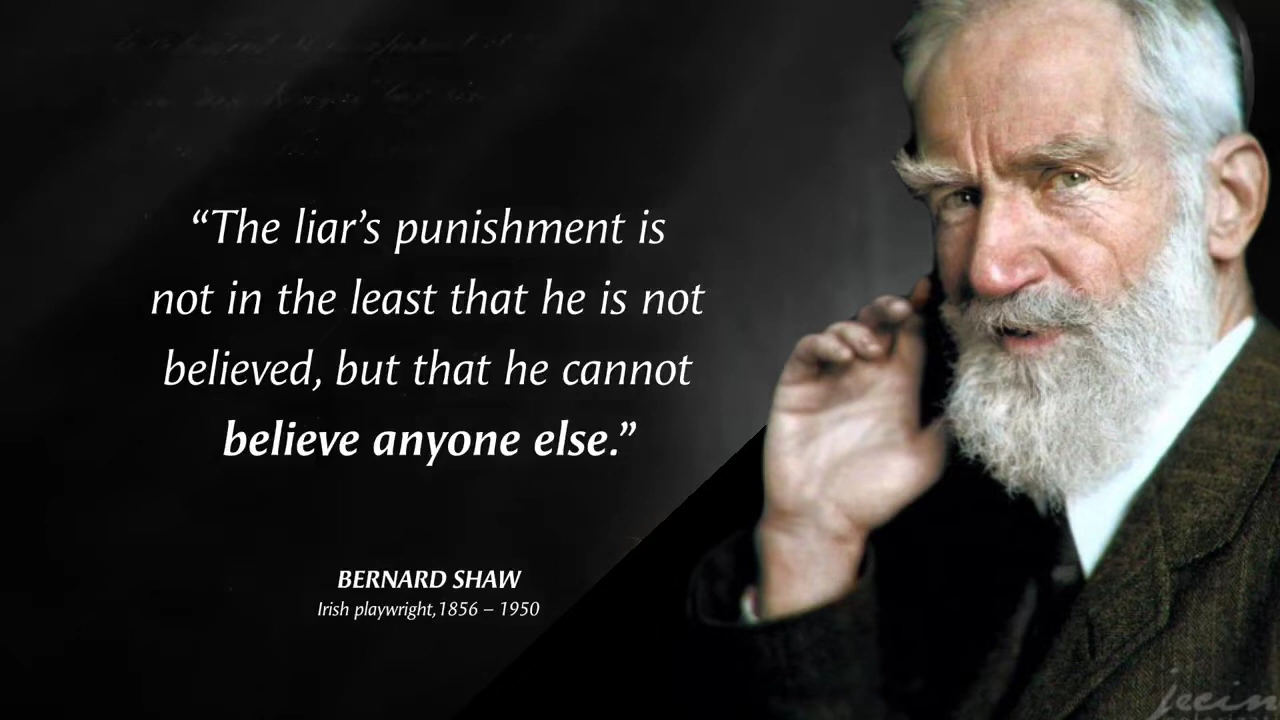 “The liar’s punishment is
not in the least that he is not
believed, but that he cannot
believe anyone else.”
BERNARD SHAW
Irish playwright,1856 – 1950